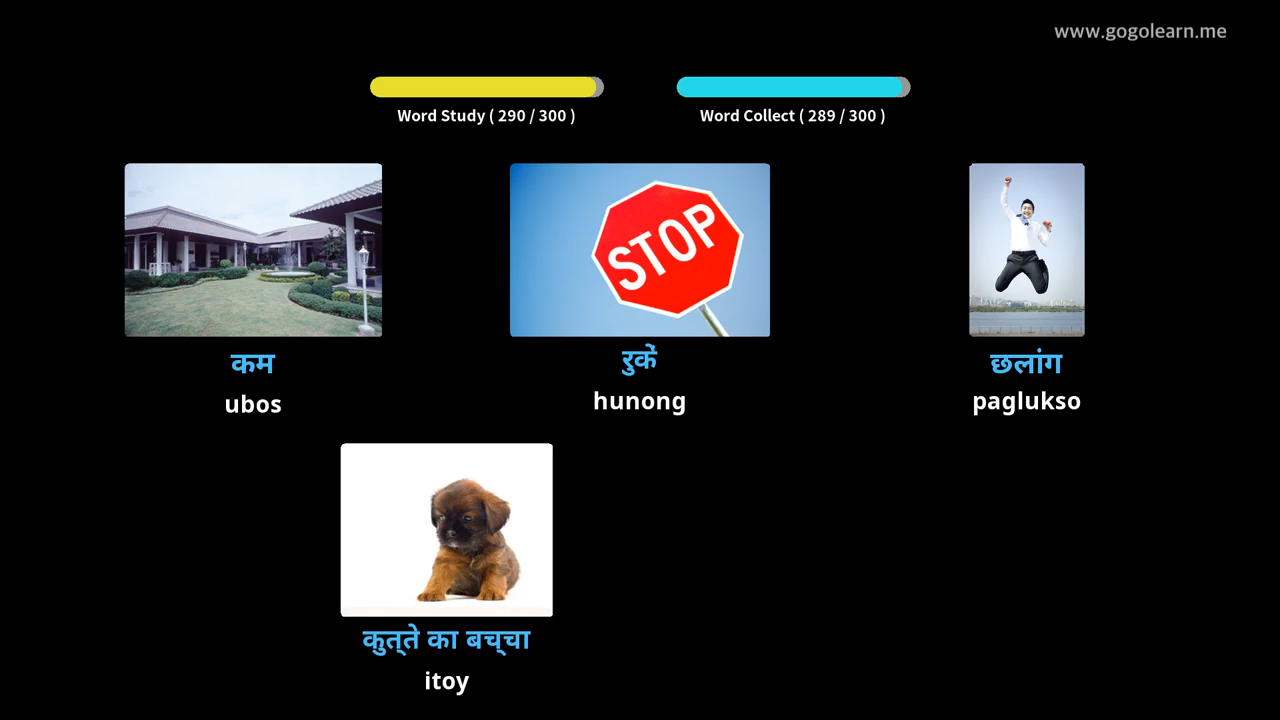 www.gogolearn.me
Word Study ( 290 / 300 )
Word Collect ( 289 / 300 )
STOP
कम
ubos
रुकें
hunong
छलांग
paglukso
कुत्ते का बच्चा
itoy